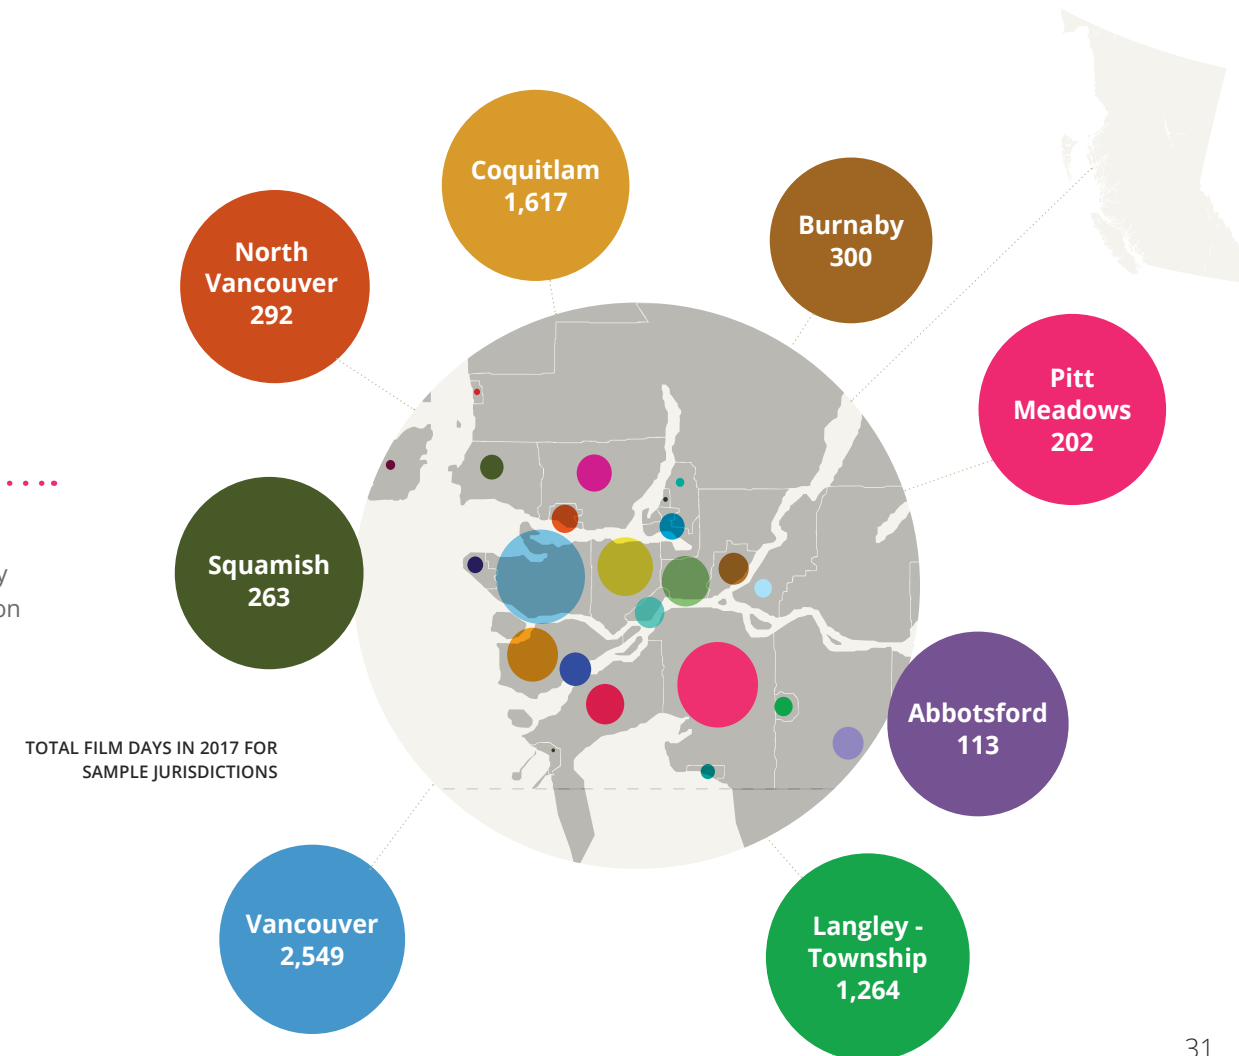 Coquitlam
1,617
Burnaby
300
North
Vancouver
292
Pitt
Meadows
202
Squamish
263
y
on
Abbotsford
113
TOTAL FILM DAYS IN 2017 FOR
SAMPLE JURISDICTIONS
Vancouver
2,549
Langley -
Township
1,264
31